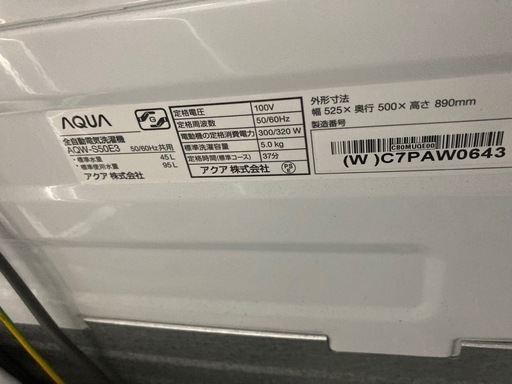 AQUA
全自動電気洗濯機
AQW-S50E3 50/60Hz共用
・標準水量 45L
・標準使用水量 95L
アクア 株式会社
定格電圧 100V
定格周波数 50/60Hz
電動機の定格消費電力 300/320 W
標準洗濯容量 5.0 kg
定格時間(標準コース) 37分
アクア 株式会社
外形寸法
幅 525× 奥行 500× 高さ 890mm
製造番号
CB0MUQE00
(W )C7PAW0643